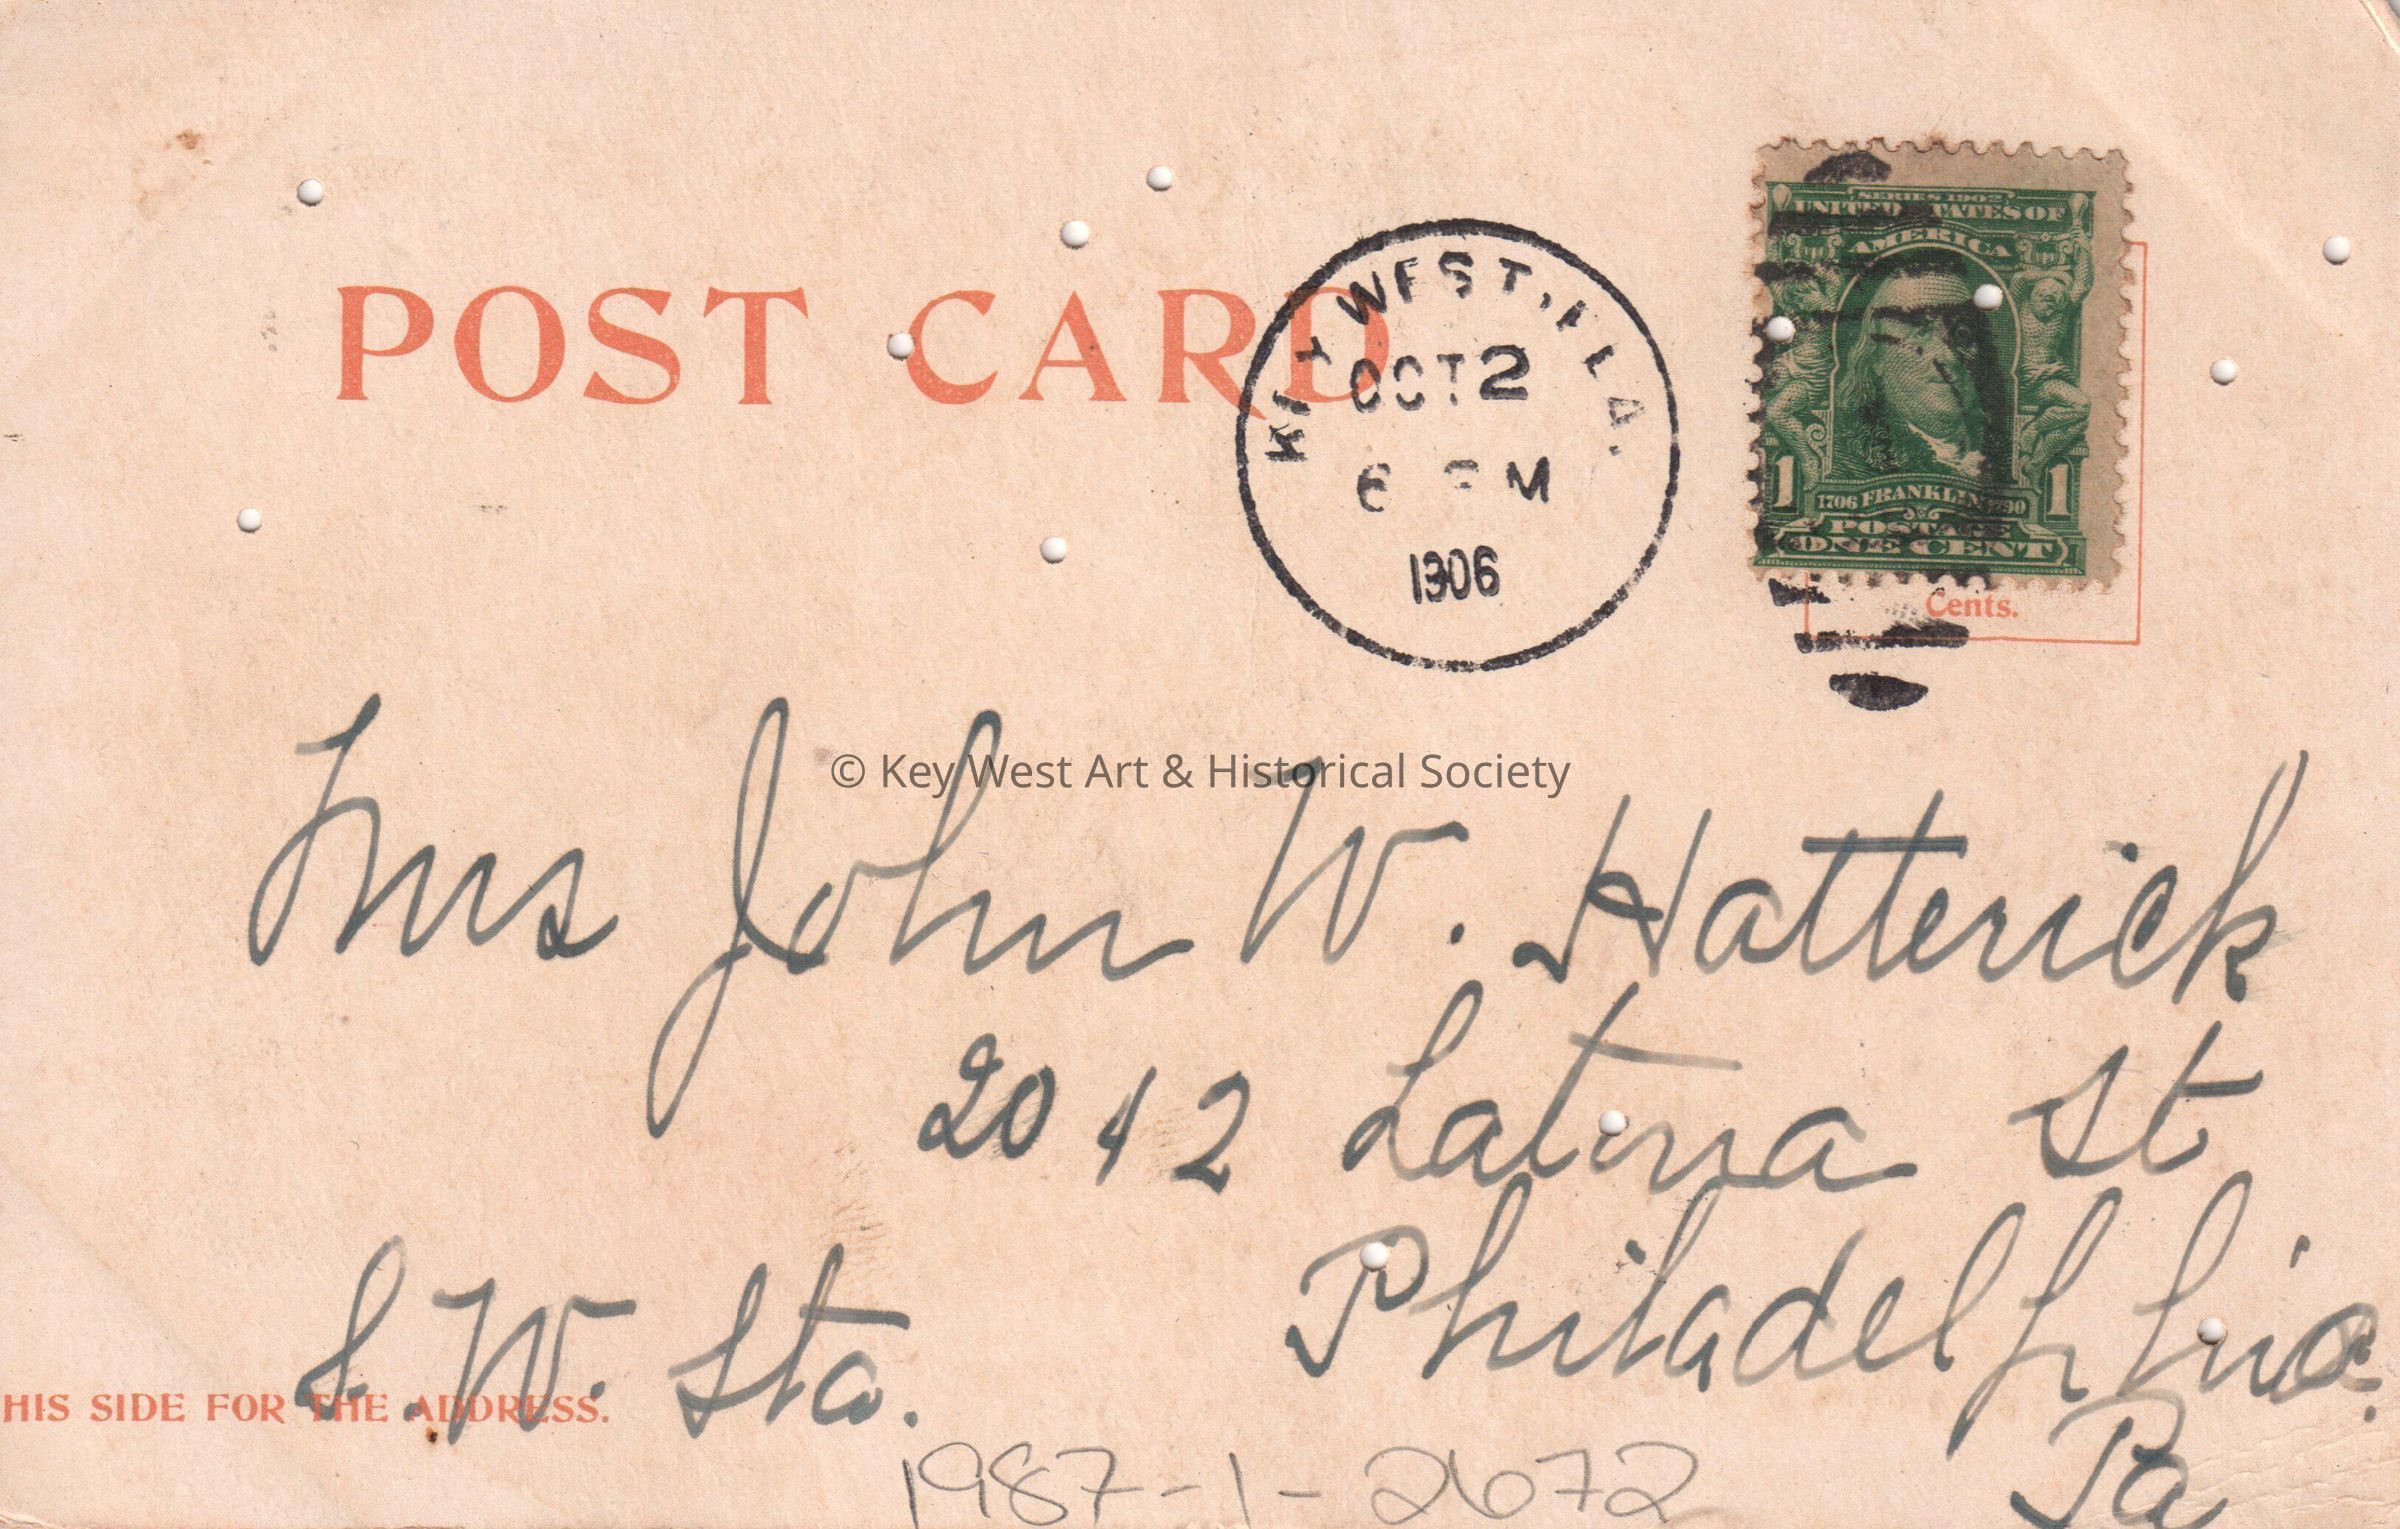 POST CARD
KEY WEST, FLA.
OCT 2
6 PM
1906
SERIES 1902
UNITED STATES OF
AMERICA
1 1706 FRANKLIN 1790 1
POSTAGE
ONE CENT
Cents.
© Key West Art & Historical Society
Mrs John W. Hatterick
2042 Latona St
Philadelphia.
S.W. Sta.
Pa
HIS SIDE FOR THE ADDRESS.
1987-1-2672